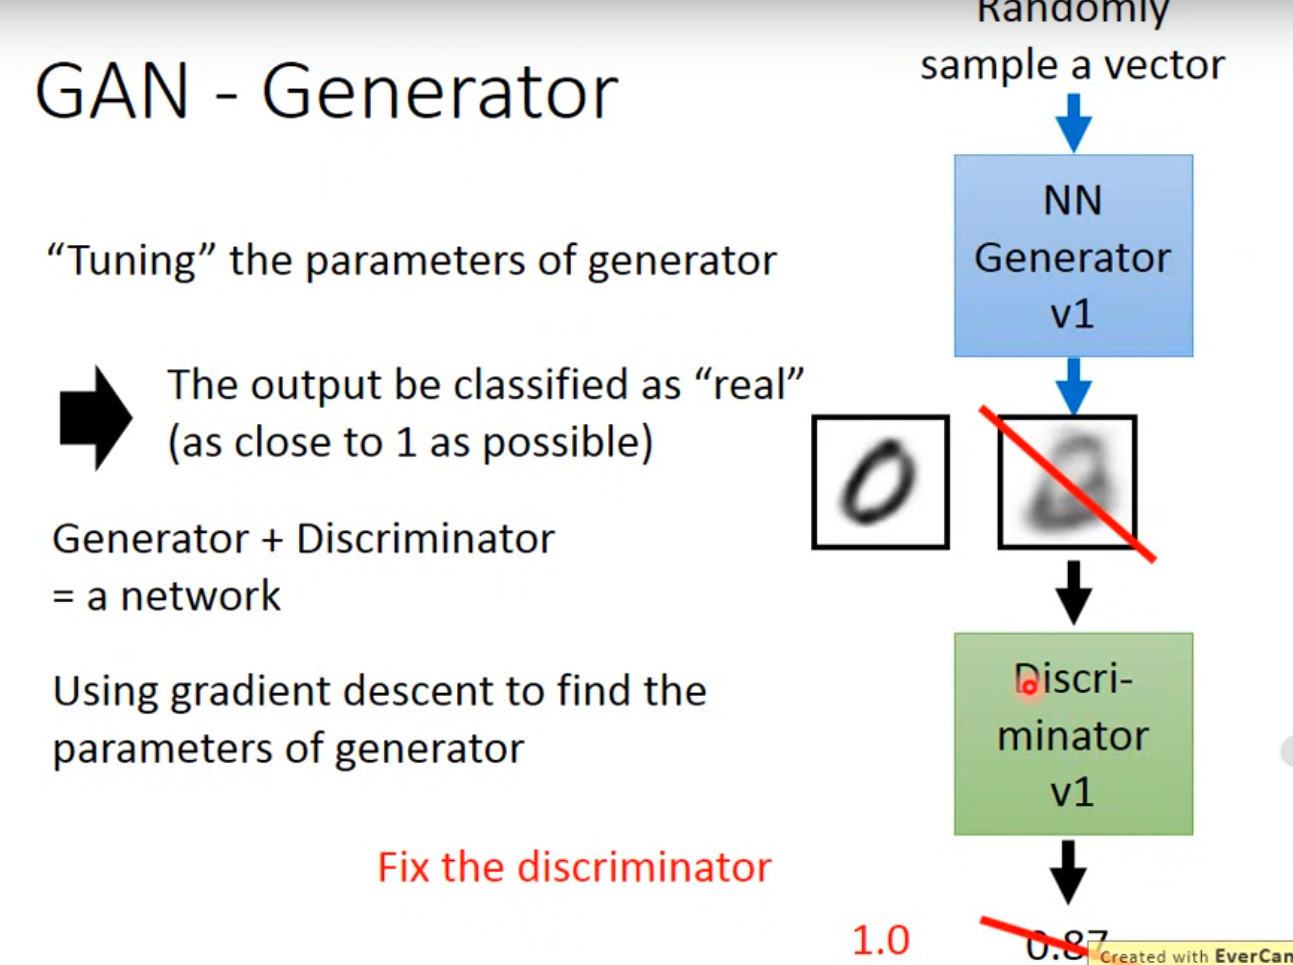 Randomly
sample a vector
GAN - Generator
NN
Generator
v1
“Tuning” the parameters of generator
The output be classified as “real”
(as close to 1 as possible)
Generator + Discriminator
= a network
Using gradient descent to find the
parameters of generator
Discri-
minator
v1
Fix the discriminator
1.0
0.87
Created with EverCam